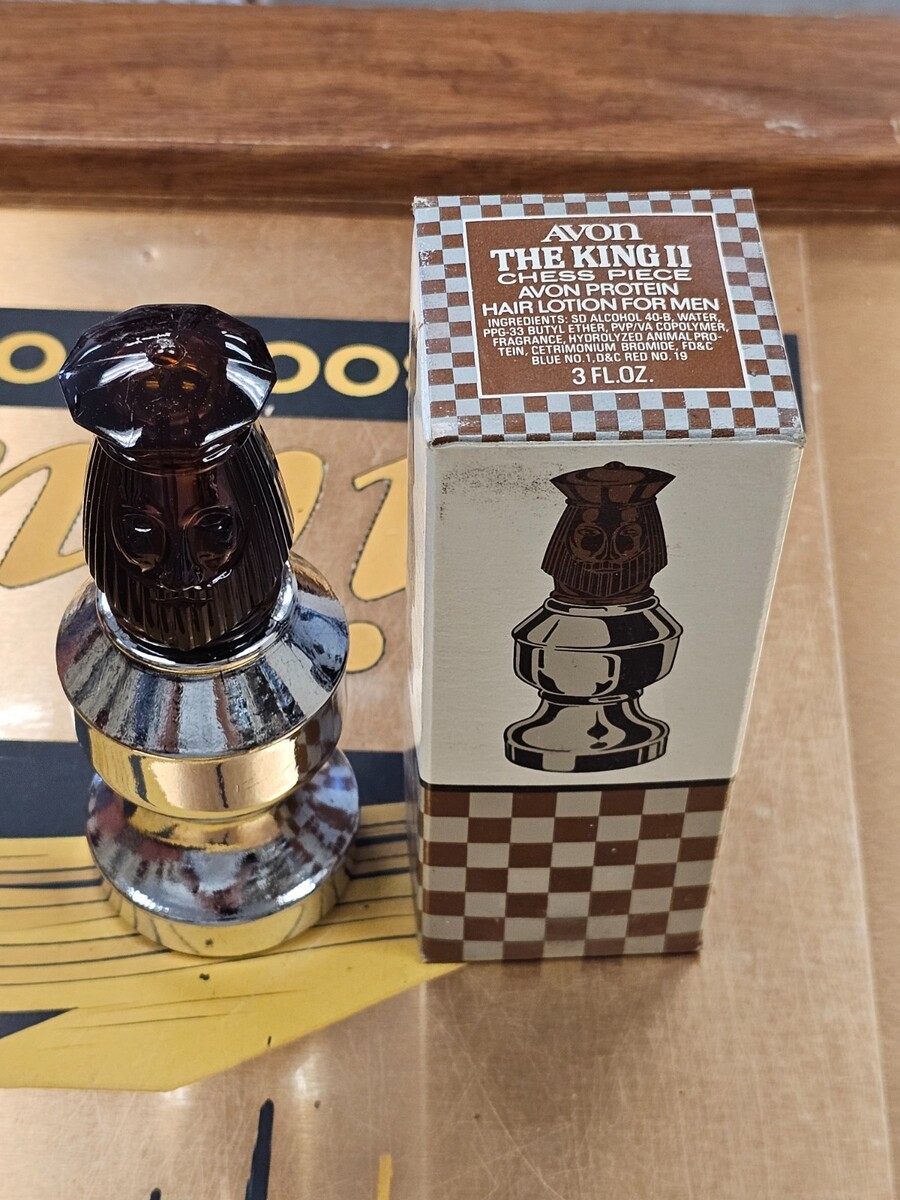 AVON
THE KING II
CHESS PIECE
AVON PROTEIN
HAIR LOTION FOR MEN
INGREDIENTS: SD ALCOHOL 40-B, WATER,
PPG-33 BUTYL ETHER, PVP/VA COPOLYMER,
FRAGRANCE, HYDROLYZED ANIMAL PRO-
TEIN, CETRIMONIUM BROMIDE, FD&C
BLUE NO. 1, D&C RED NO. 19
3 FL.OZ.